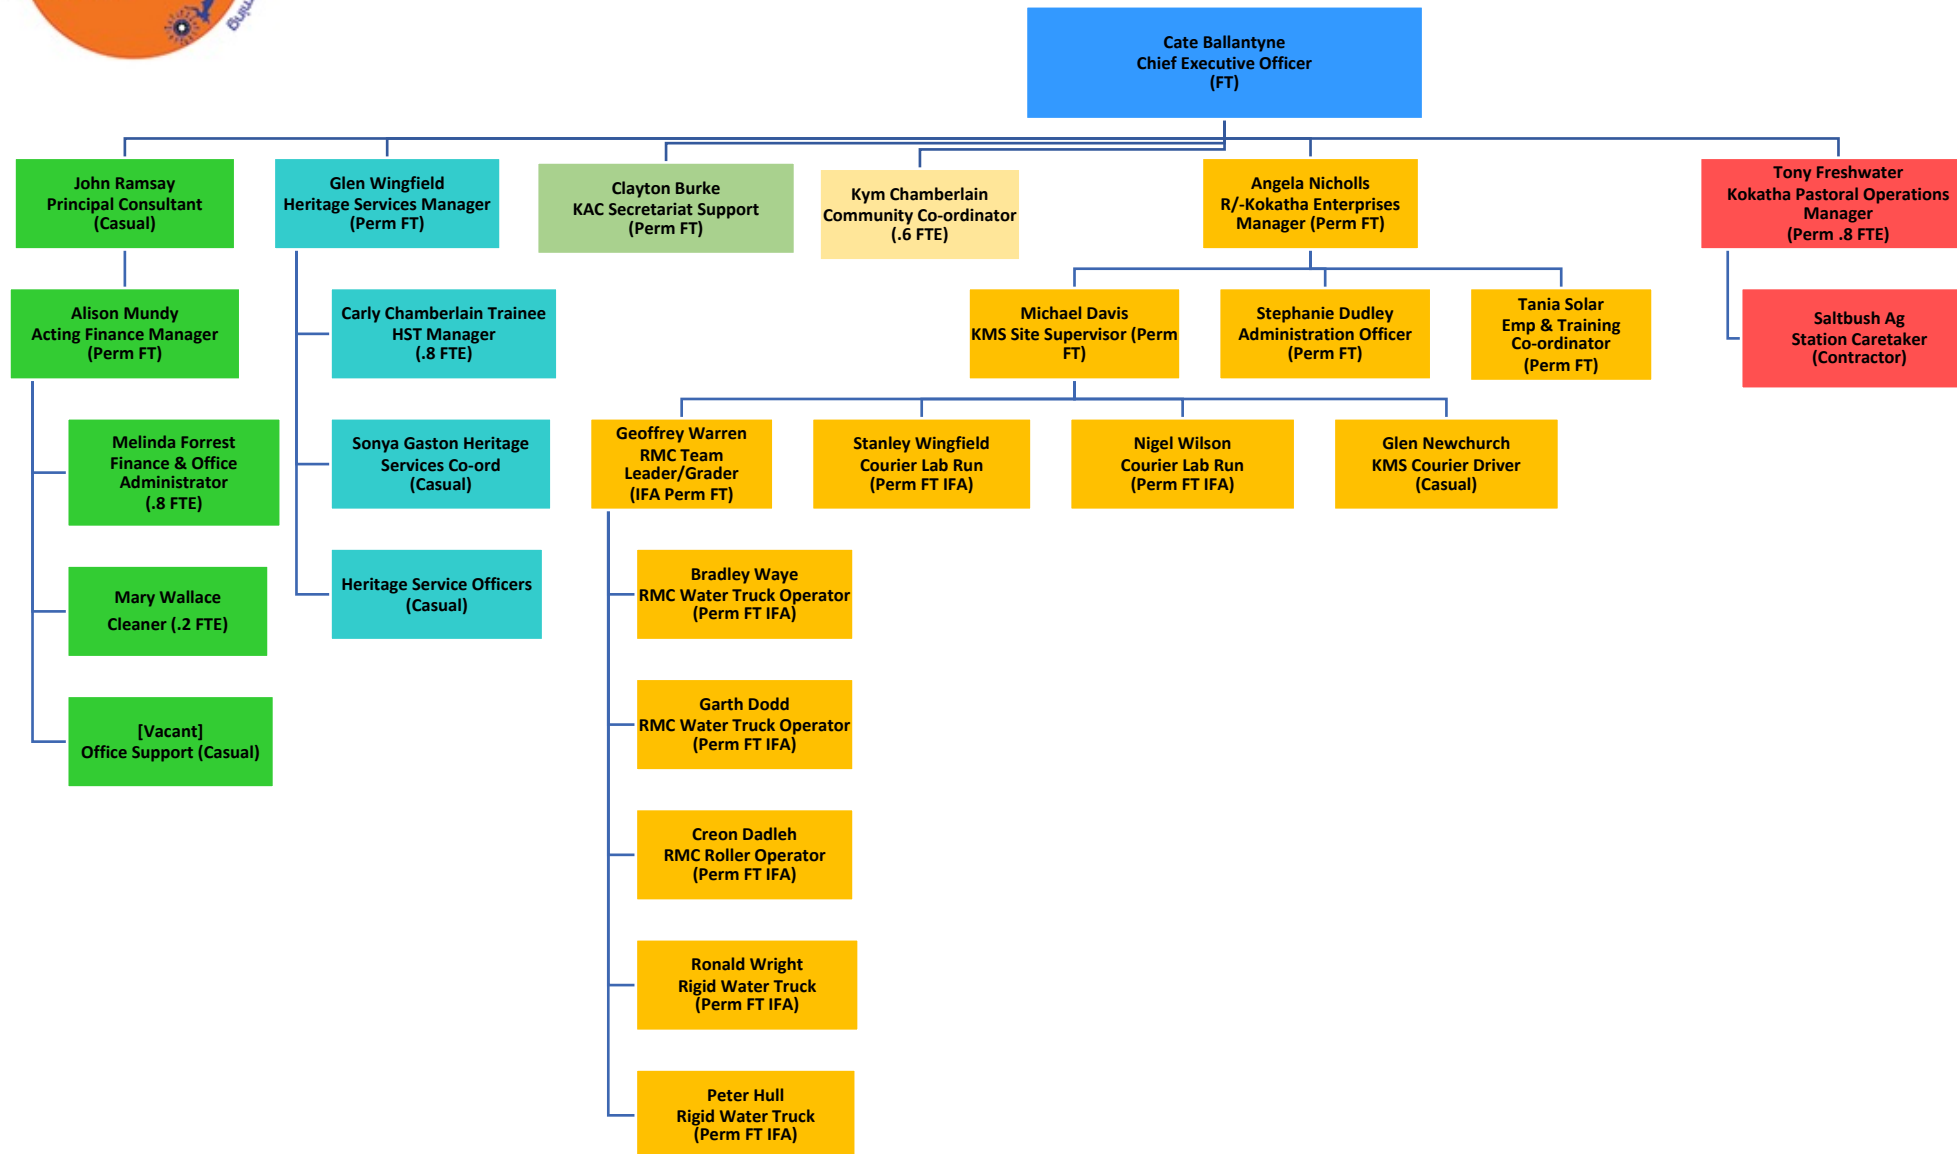 ming
Cate Ballantyne
Chief Executive Officer
(FT)
John Ramsay
Principal Consultant
(Casual)
Glen Wingfield
Heritage Services Manager
(Perm FT)
Clayton Burke
KAC Secretariat Support
(Perm FT)
Kym Chamberlain
Community Co-ordinator
(.6 FTE)
Angela Nicholls
R/-Kokatha Enterprises
Manager (Perm FT)
Tony Freshwater
Kokatha Pastoral Operations
Manager
(Perm .8 FTE)
Alison Mundy
Acting Finance Manager
(Perm FT)
Carly Chamberlain Trainee
HST Manager
(.8 FTE)
Michael Davis
KMS Site Supervisor (Perm
FT)
Stephanie Dudley
Administration Officer
(Perm FT)
Tania Solar
Emp & Training
Co-ordinator
(Perm FT)
Saltbush Ag
Station Caretaker
(Contractor)
Melinda Forrest
Finance & Office
Administrator
(.8 FTE)
Sonya Gaston Heritage
Services Co-ord
(Casual)
Geoffrey Warren
RMC Team
Leader/Grader
(IFA Perm FT)
Stanley Wingfield
Courier Lab Run
(Perm FT IFA)
Nigel Wilson
Courier Lab Run
(Perm FT IFA)
Glen Newchurch
KMS Courier Driver
(Casual)
Mary Wallace
Cleaner (.2 FTE)
Heritage Service Officers
(Casual)
Bradley Waye
RMC Water Truck Operator
(Perm FT IFA)
[Vacant]
Office Support (Casual)
Garth Dodd
RMC Water Truck Operator
(Perm FT IFA)
Creon Dadleh
RMC Roller Operator
(Perm FT IFA)
Ronald Wright
Rigid Water Truck
(Perm FT IFA)
Peter Hull
Rigid Water Truck
(Perm FT IFA)